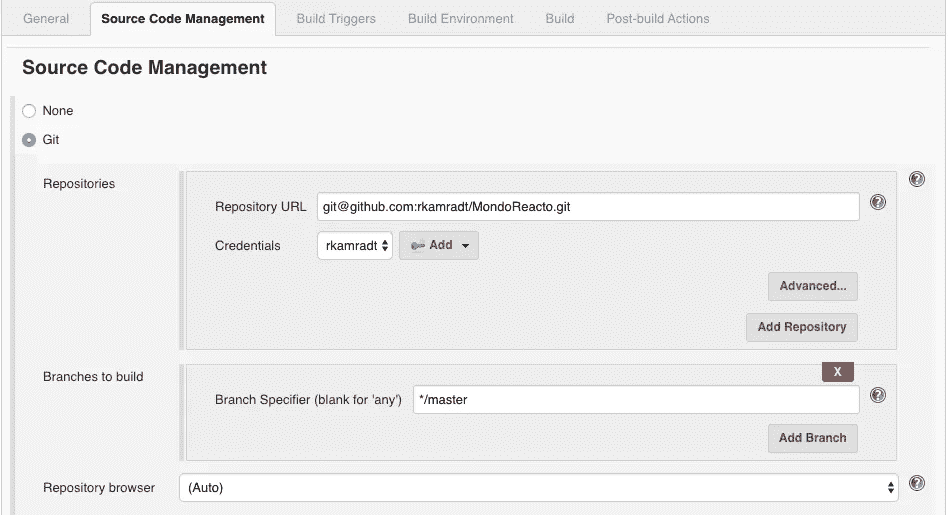 General Source Code Management Build Triggers Build Environment Build Post-build Actions
Source Code Management
None
Git
Repositories
Repository URL git@github.com:rkamradt/MondoReacto.git
Credentials rkamradt Add
Advanced...
Add Repository
X
Branches to build
Branch Specifier (blank for 'any') */master
Add Branch
Repository browser (Auto)